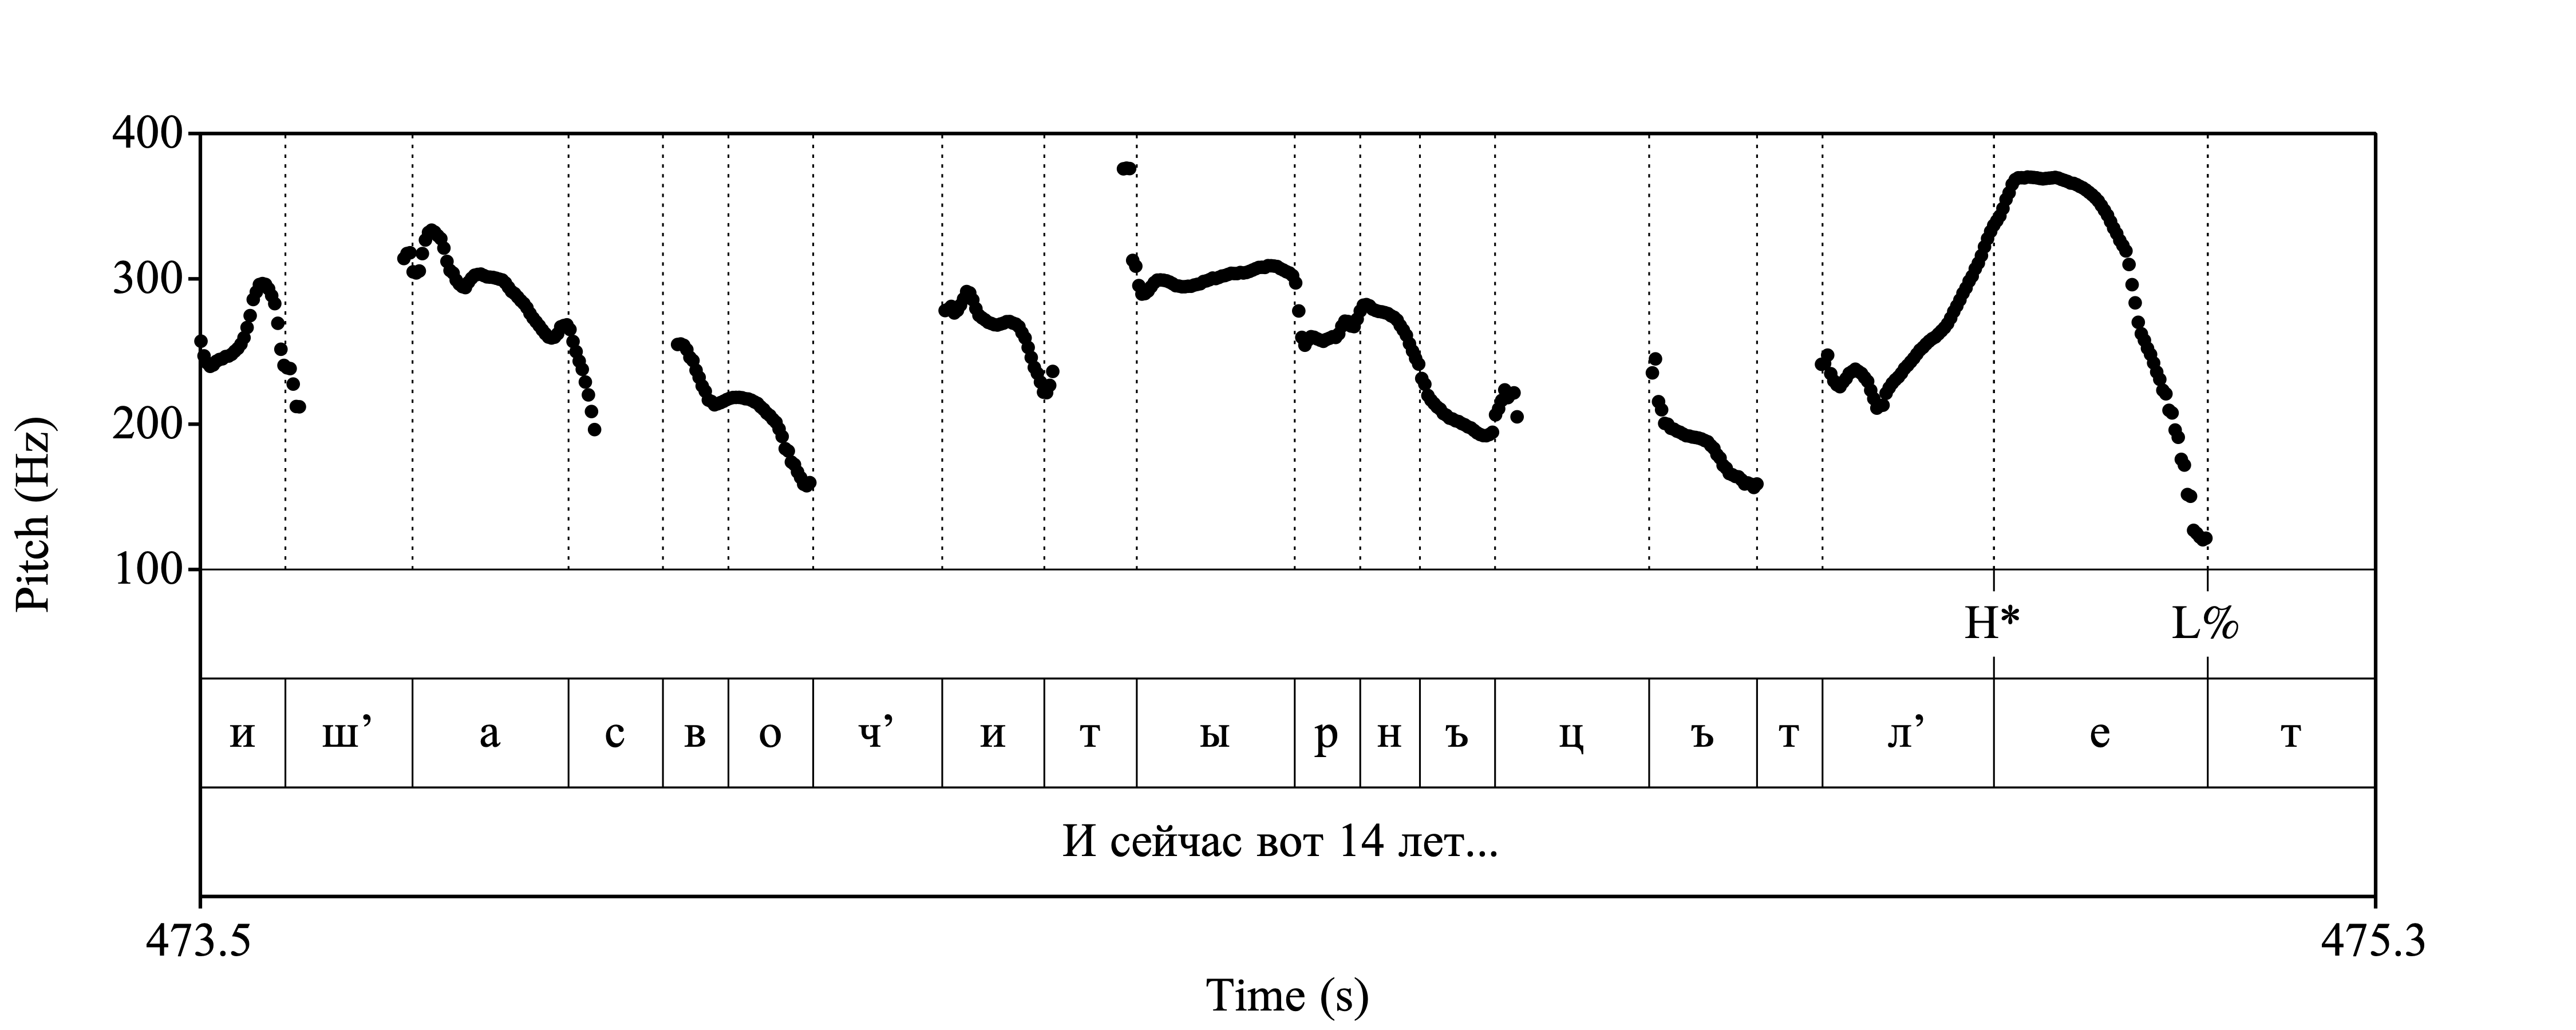 400
300
200
100
Pitch (Hz)
H* L%
и ш’ а с в о ч’ и т ы р н ъ ц ъ т л’ е т
И сейчас вот 14 лет...
473.5 475.3
Time (s)